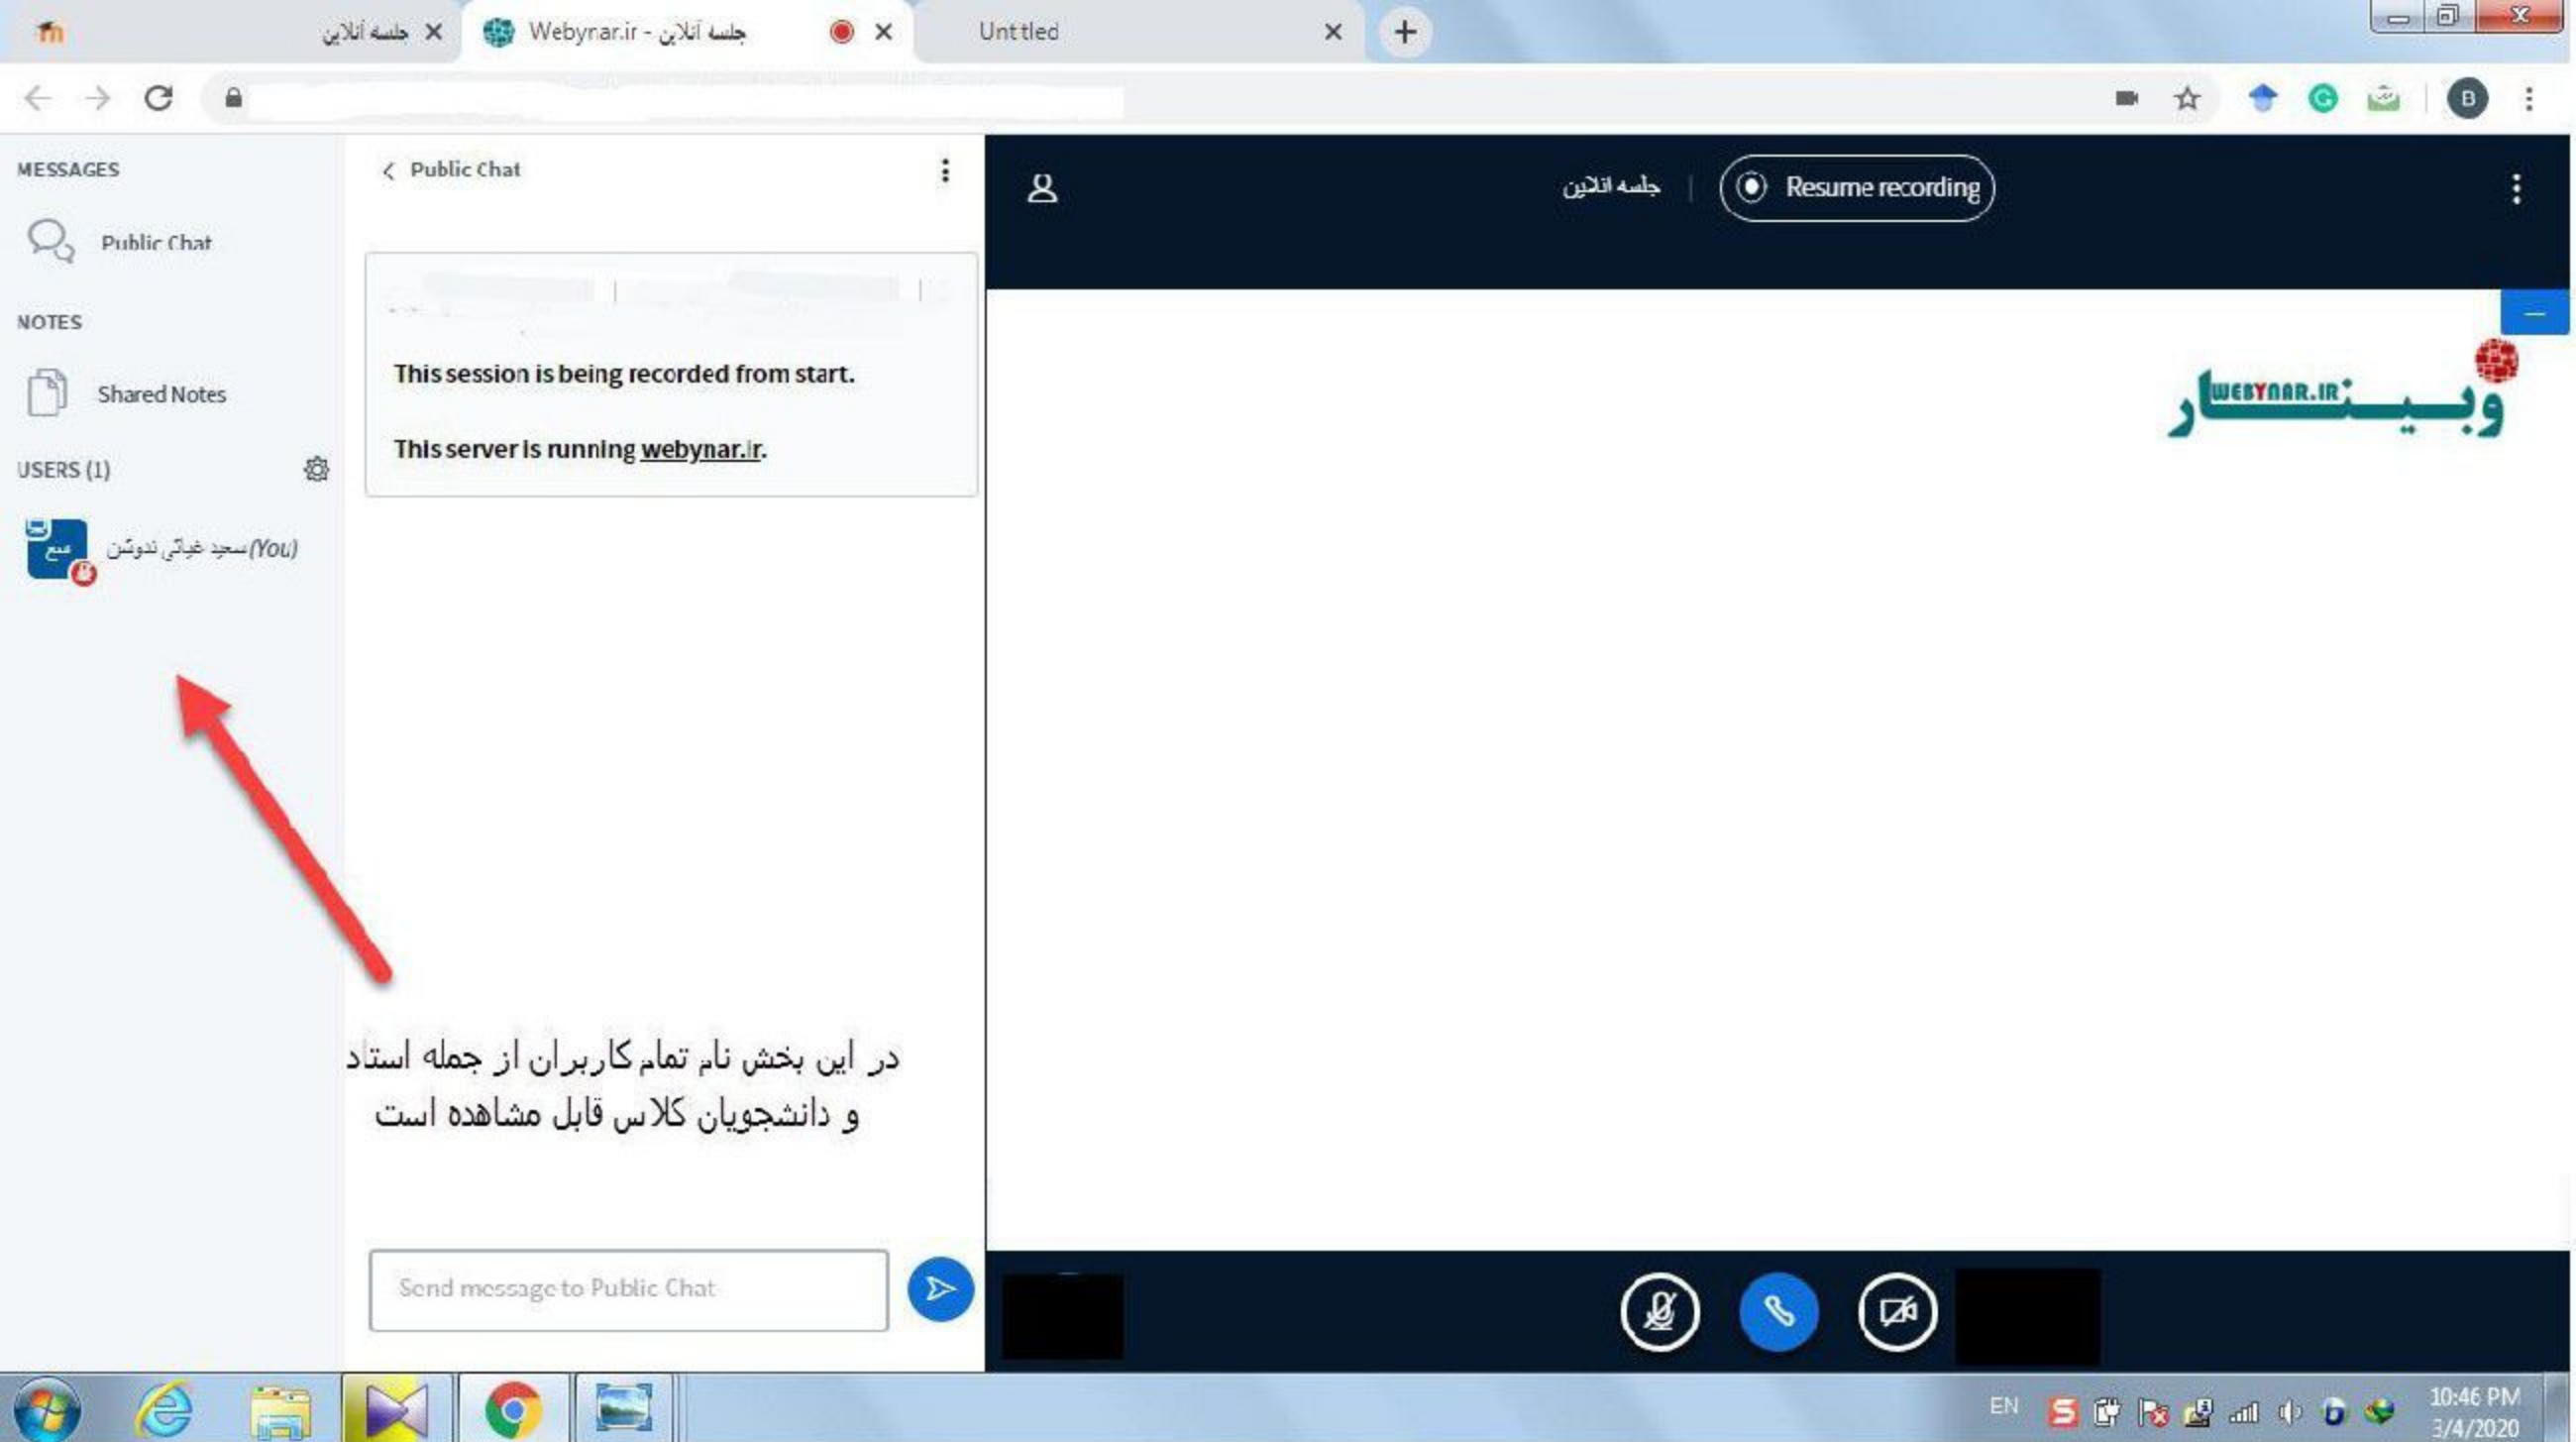 جلسه آنلاین
Webynar.ir - جلسه آنلاین
Untitled
B
MESSAGES
Public Chat
NOTES
Shared Notes
USERS (1)
سعید غیاثی ندوشن (You)
Public Chat
This session is being recorded from start.
This server is running webynar.ir.
در این بخش نام تمام کاربران از جمله استاد
و دانشجویان کلاس قابل مشاهده است
Send message to Public Chat
جلسه آنلاین | Resume recording
وبینار
WEBYNAR.IR
EN
10:46 PM
3/4/2020